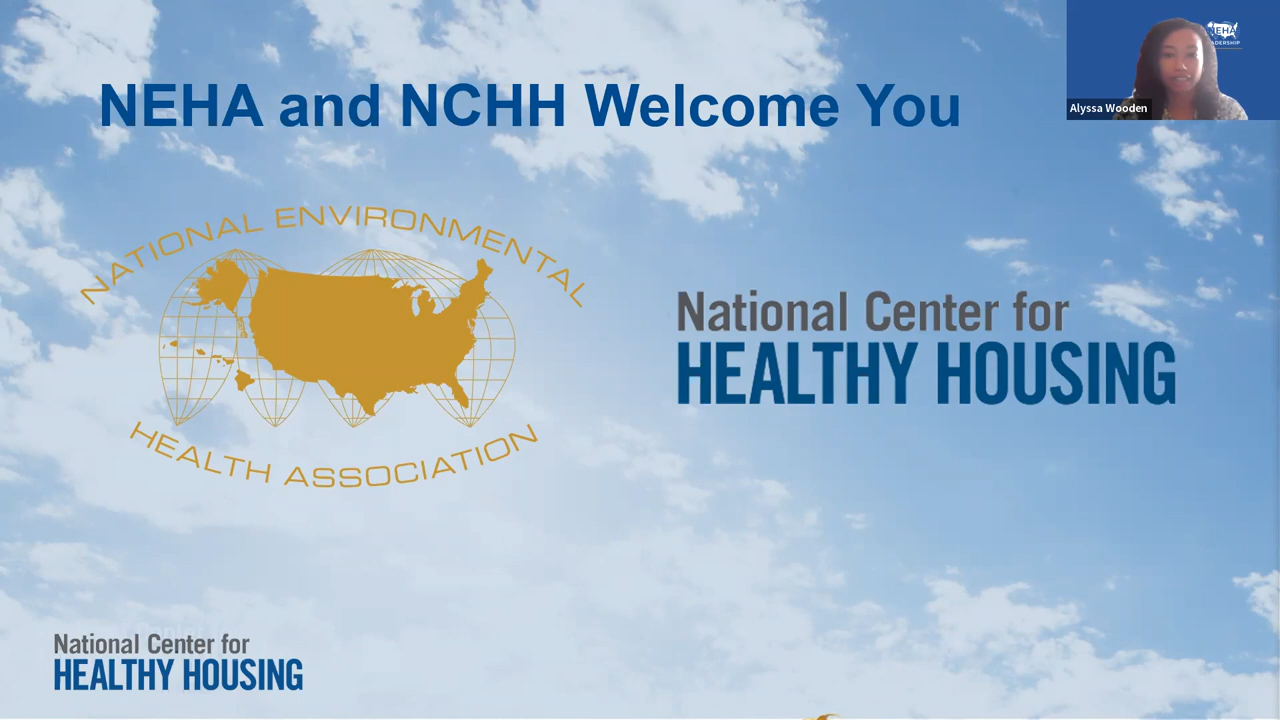 NEHA and NCHH Welcome You
NEHA
Alyssa Wooden
NATIONAL ENVIRONMENTAL
HEALTH ASSOCIATION
National Center for
HEALTHY HOUSING
National Center for
HEALTHY HOUSING